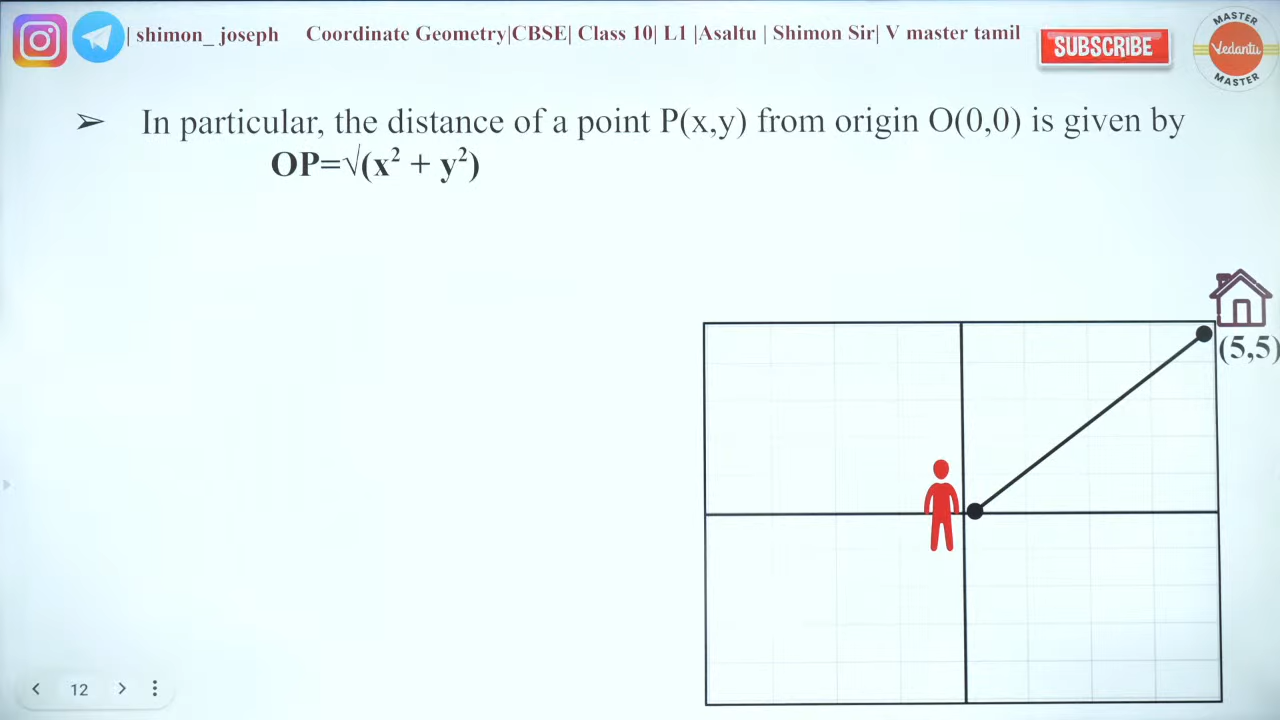 | shimon_ joseph Coordinate Geometry|CBSE| Class 10| L1 |Asaltu | Shimon Sir| V master tamil
SUBSCRIBE
MASTER
Vedantu
MASTER
➢ In particular, the distance of a point P(x,y) from origin O(0,0) is given by
OP=√(x² + y²)
(5,5)
12